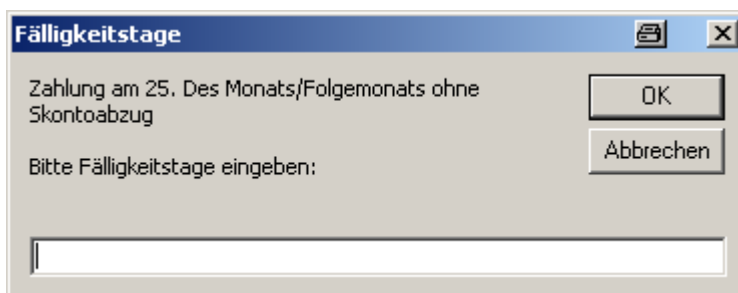 Fälligkeitstage
Zahlung am 25. Des Monats/Folgemonats ohne
Skontoabzug
OK
Abbrechen
Bitte Fälligkeitstage eingeben: